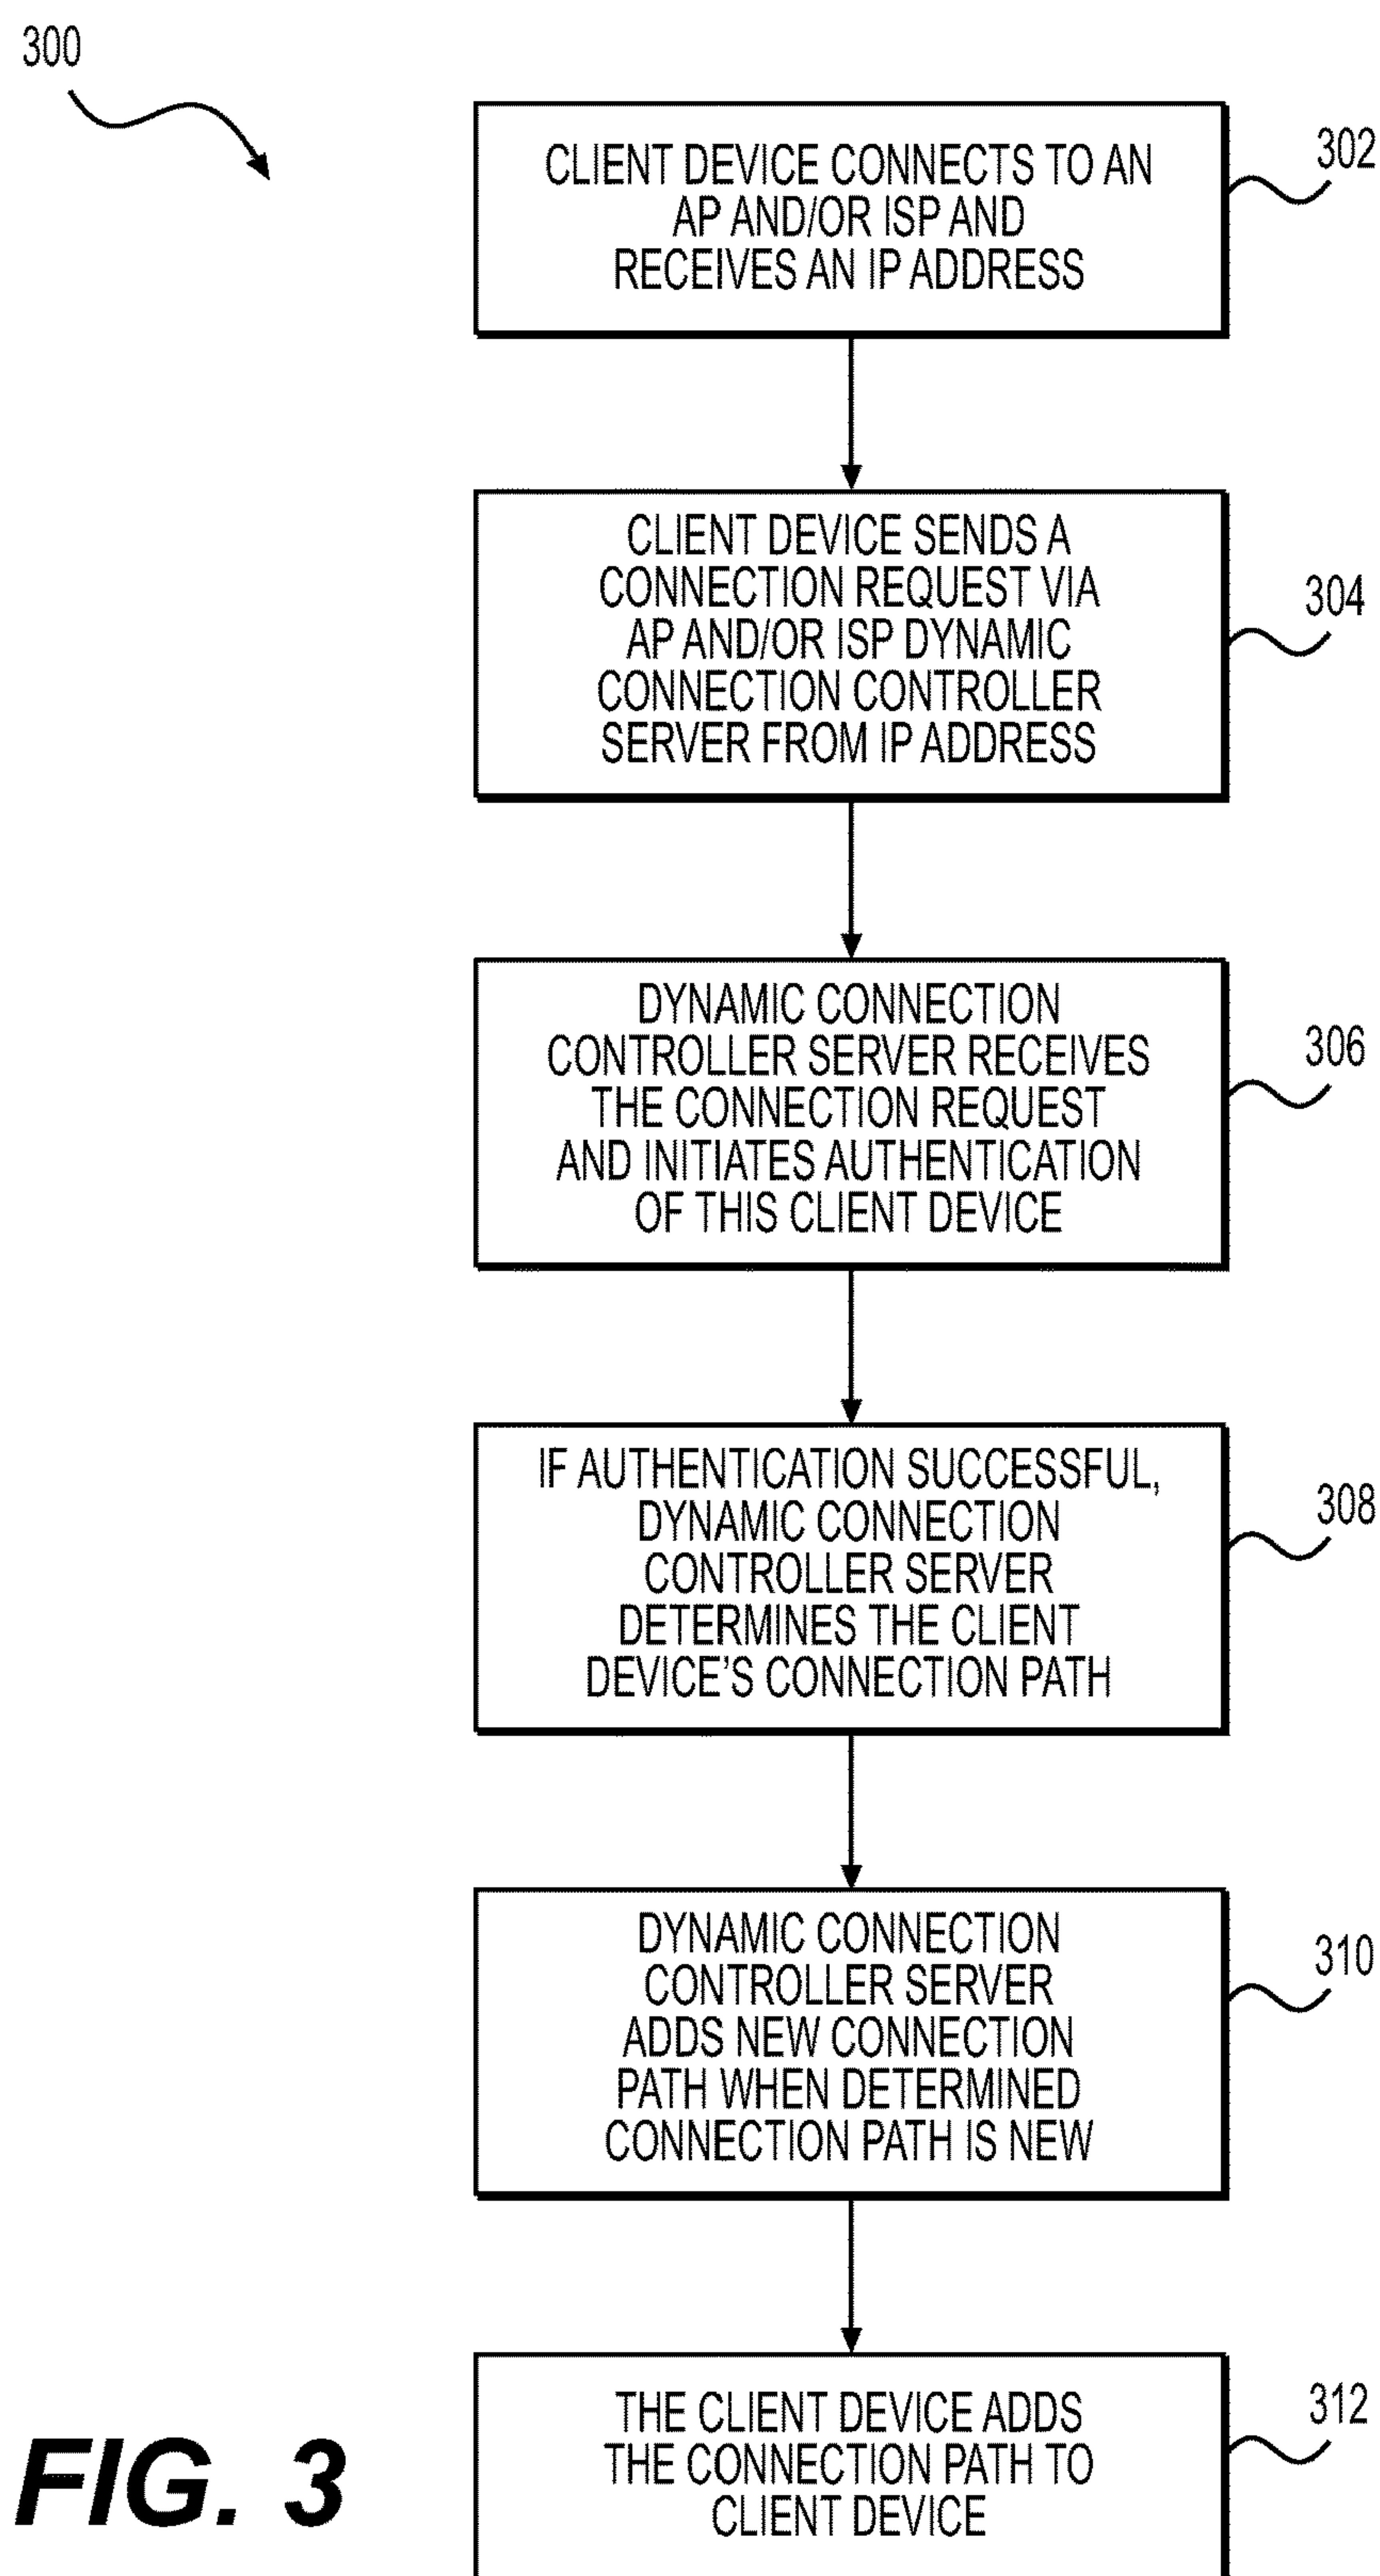 300
CLIENT DEVICE CONNECTS TO AN
AP AND/OR ISP AND
RECEIVES AN IP ADDRESS
302
CLIENT DEVICE SENDS A
CONNECTION REQUEST VIA
AP AND/OR ISP DYNAMIC
CONNECTION CONTROLLER
SERVER FROM IP ADDRESS
304
DYNAMIC CONNECTION
CONTROLLER SERVER RECEIVES
THE CONNECTION REQUEST
AND INITIATES AUTHENTICATION
OF THIS CLIENT DEVICE
306
IF AUTHENTICATION SUCCESSFUL,
DYNAMIC CONNECTION
CONTROLLER SERVER
DETERMINES THE CLIENT
DEVICE'S CONNECTION PATH
308
DYNAMIC CONNECTION
CONTROLLER SERVER
ADDS NEW CONNECTION
PATH WHEN DETERMINED
CONNECTION PATH IS NEW
310
THE CLIENT DEVICE ADDS
THE CONNECTION PATH TO
CLIENT DEVICE
312
FIG. 3